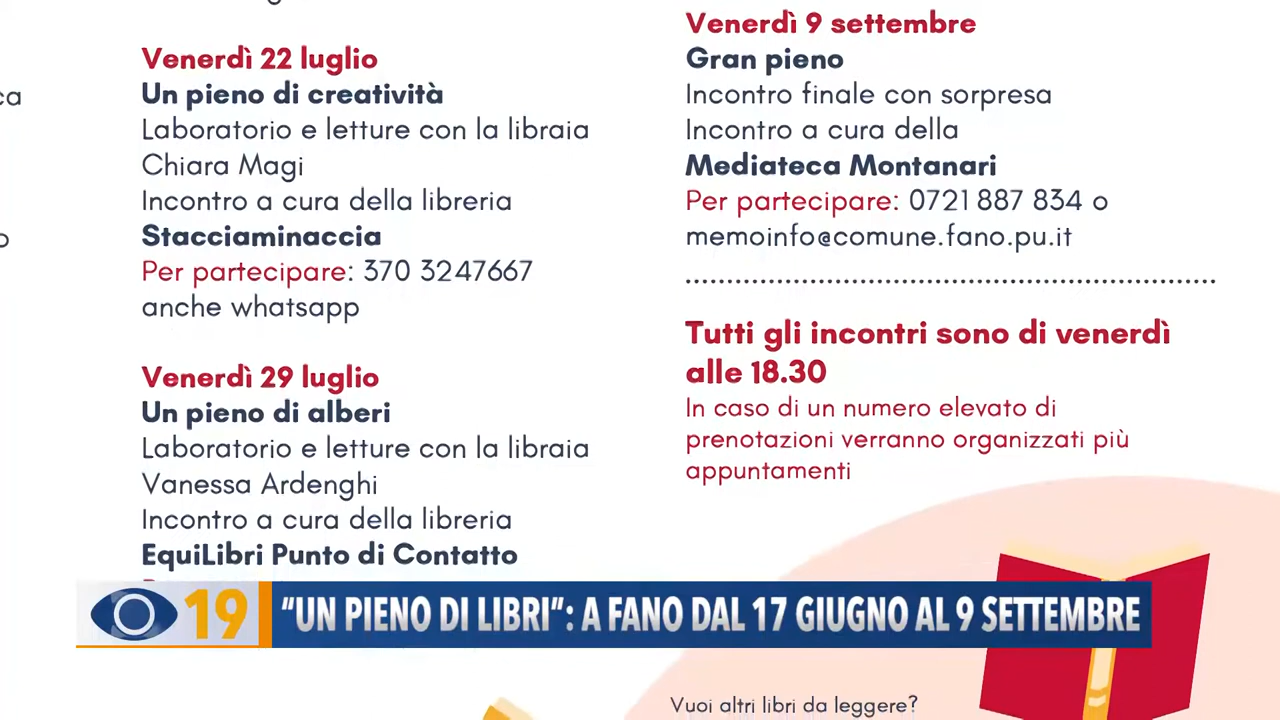 ca
Venerdì 22 luglio
Un pieno di creatività
Laboratorio e letture con la libraia
Chiara Magi
Incontro a cura della libreria
Stacciaminaccia
Per partecipare: 370 3247667
anche whatsapp
Venerdì 29 luglio
Un pieno di alberi
Laboratorio e letture con la libraia
Vanessa Ardenghi
Incontro a cura della libreria
EquiLibri Punto di Contatto
Venerdì 9 settembre
Gran pieno
Incontro finale con sorpresa
Incontro a cura della
Mediateca Montanari
Per partecipare: 0721 887 834 o
memoinfo@comune.fano.pu.it
Tutti gli incontri sono di venerdì
alle 18.30
In caso di un numero elevato di
prenotazioni verranno organizzati più
appuntamenti
19 "UN PIENO DI LIBRI": A FANO DAL 17 GIUGNO AL 9 SETTEMBRE
Vuoi altri libri da leggere?